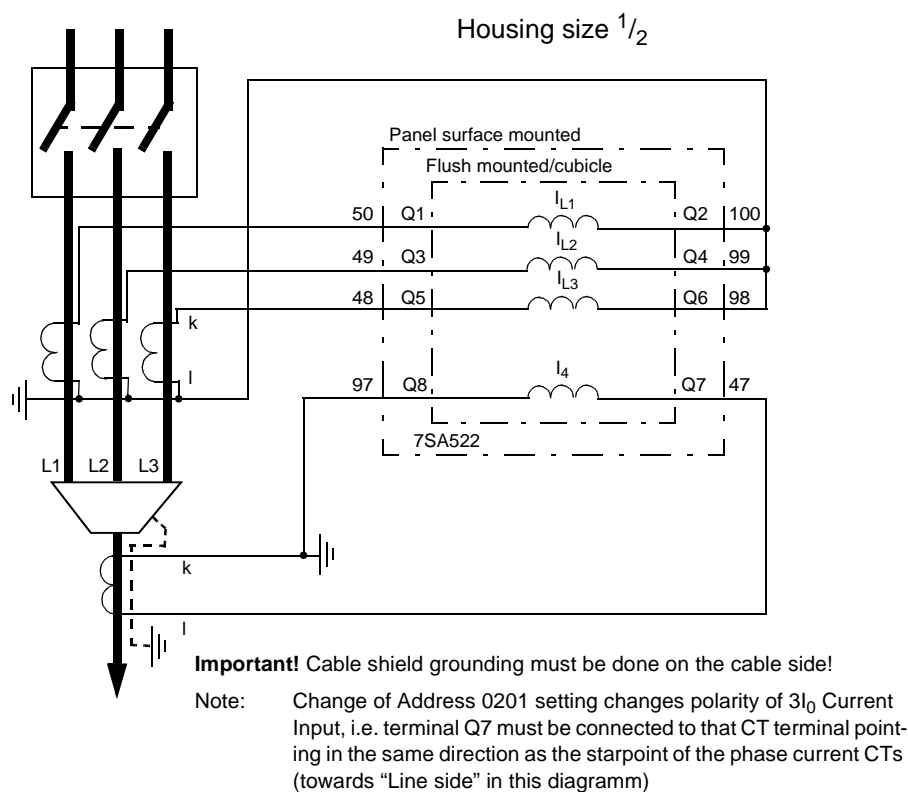 Housing size 1/2
Panel surface mounted
Flush mounted/cubicle
50 Q1 IL1 Q2 100
49 Q3 IL2 Q4 99
48 Q5 IL3 Q6 98
k
l
97 Q8 I4 Q7 47
7SA522
L1 L2 L3
k
l
Important! Cable shield grounding must be done on the cable side!
Note: Change of Address 0201 setting changes polarity of 3I0 Current
Input, i.e. terminal Q7 must be connected to that CT terminal point-
ing in the same direction as the starpoint of the phase current CTs
(towards “Line side” in this diagramm)